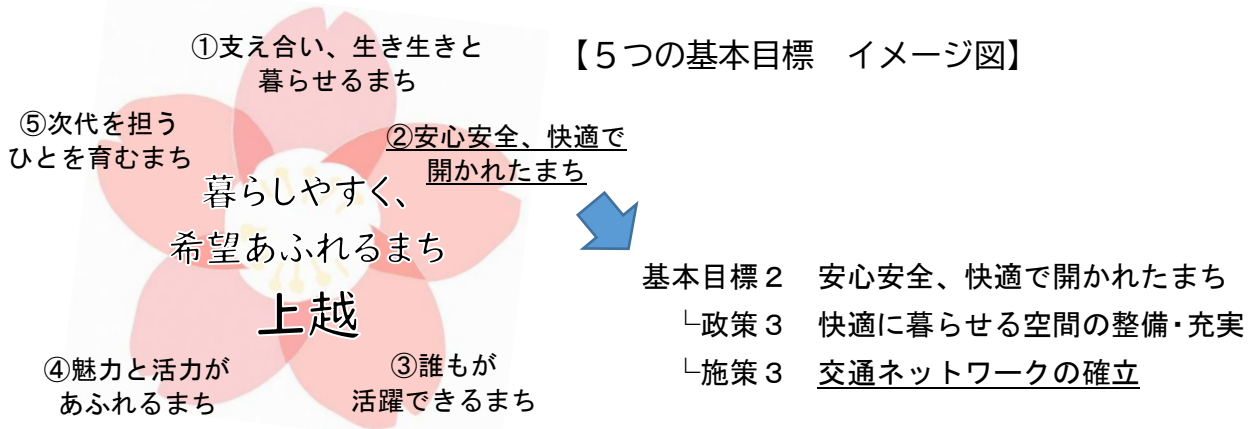 【５つの基本目標　イメージ図】
①支え合い、生き生きと
暮らせるまち
②安心安全、快適で
開かれたまち
⑤次代を担う
ひとを育むまち
暮らしやすく、
希望あふれるまち
上越
④魅力と活力が
あふれるまち
③誰もが
活躍できるまち
基本目標２　安心安全、快適で開かれたまち
└政策３　快適に暮らせる空間の整備・充実
└施策３　交通ネットワークの確立